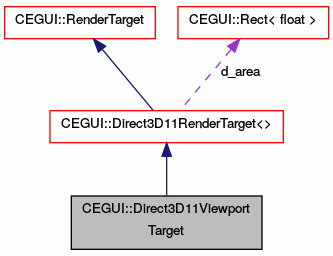 CEGUI::RenderTarget
CEGUI::Rect< float >
d_area
CEGUI::Direct3D11RenderTarget<>
CEGUI::Direct3D11Viewport
Target